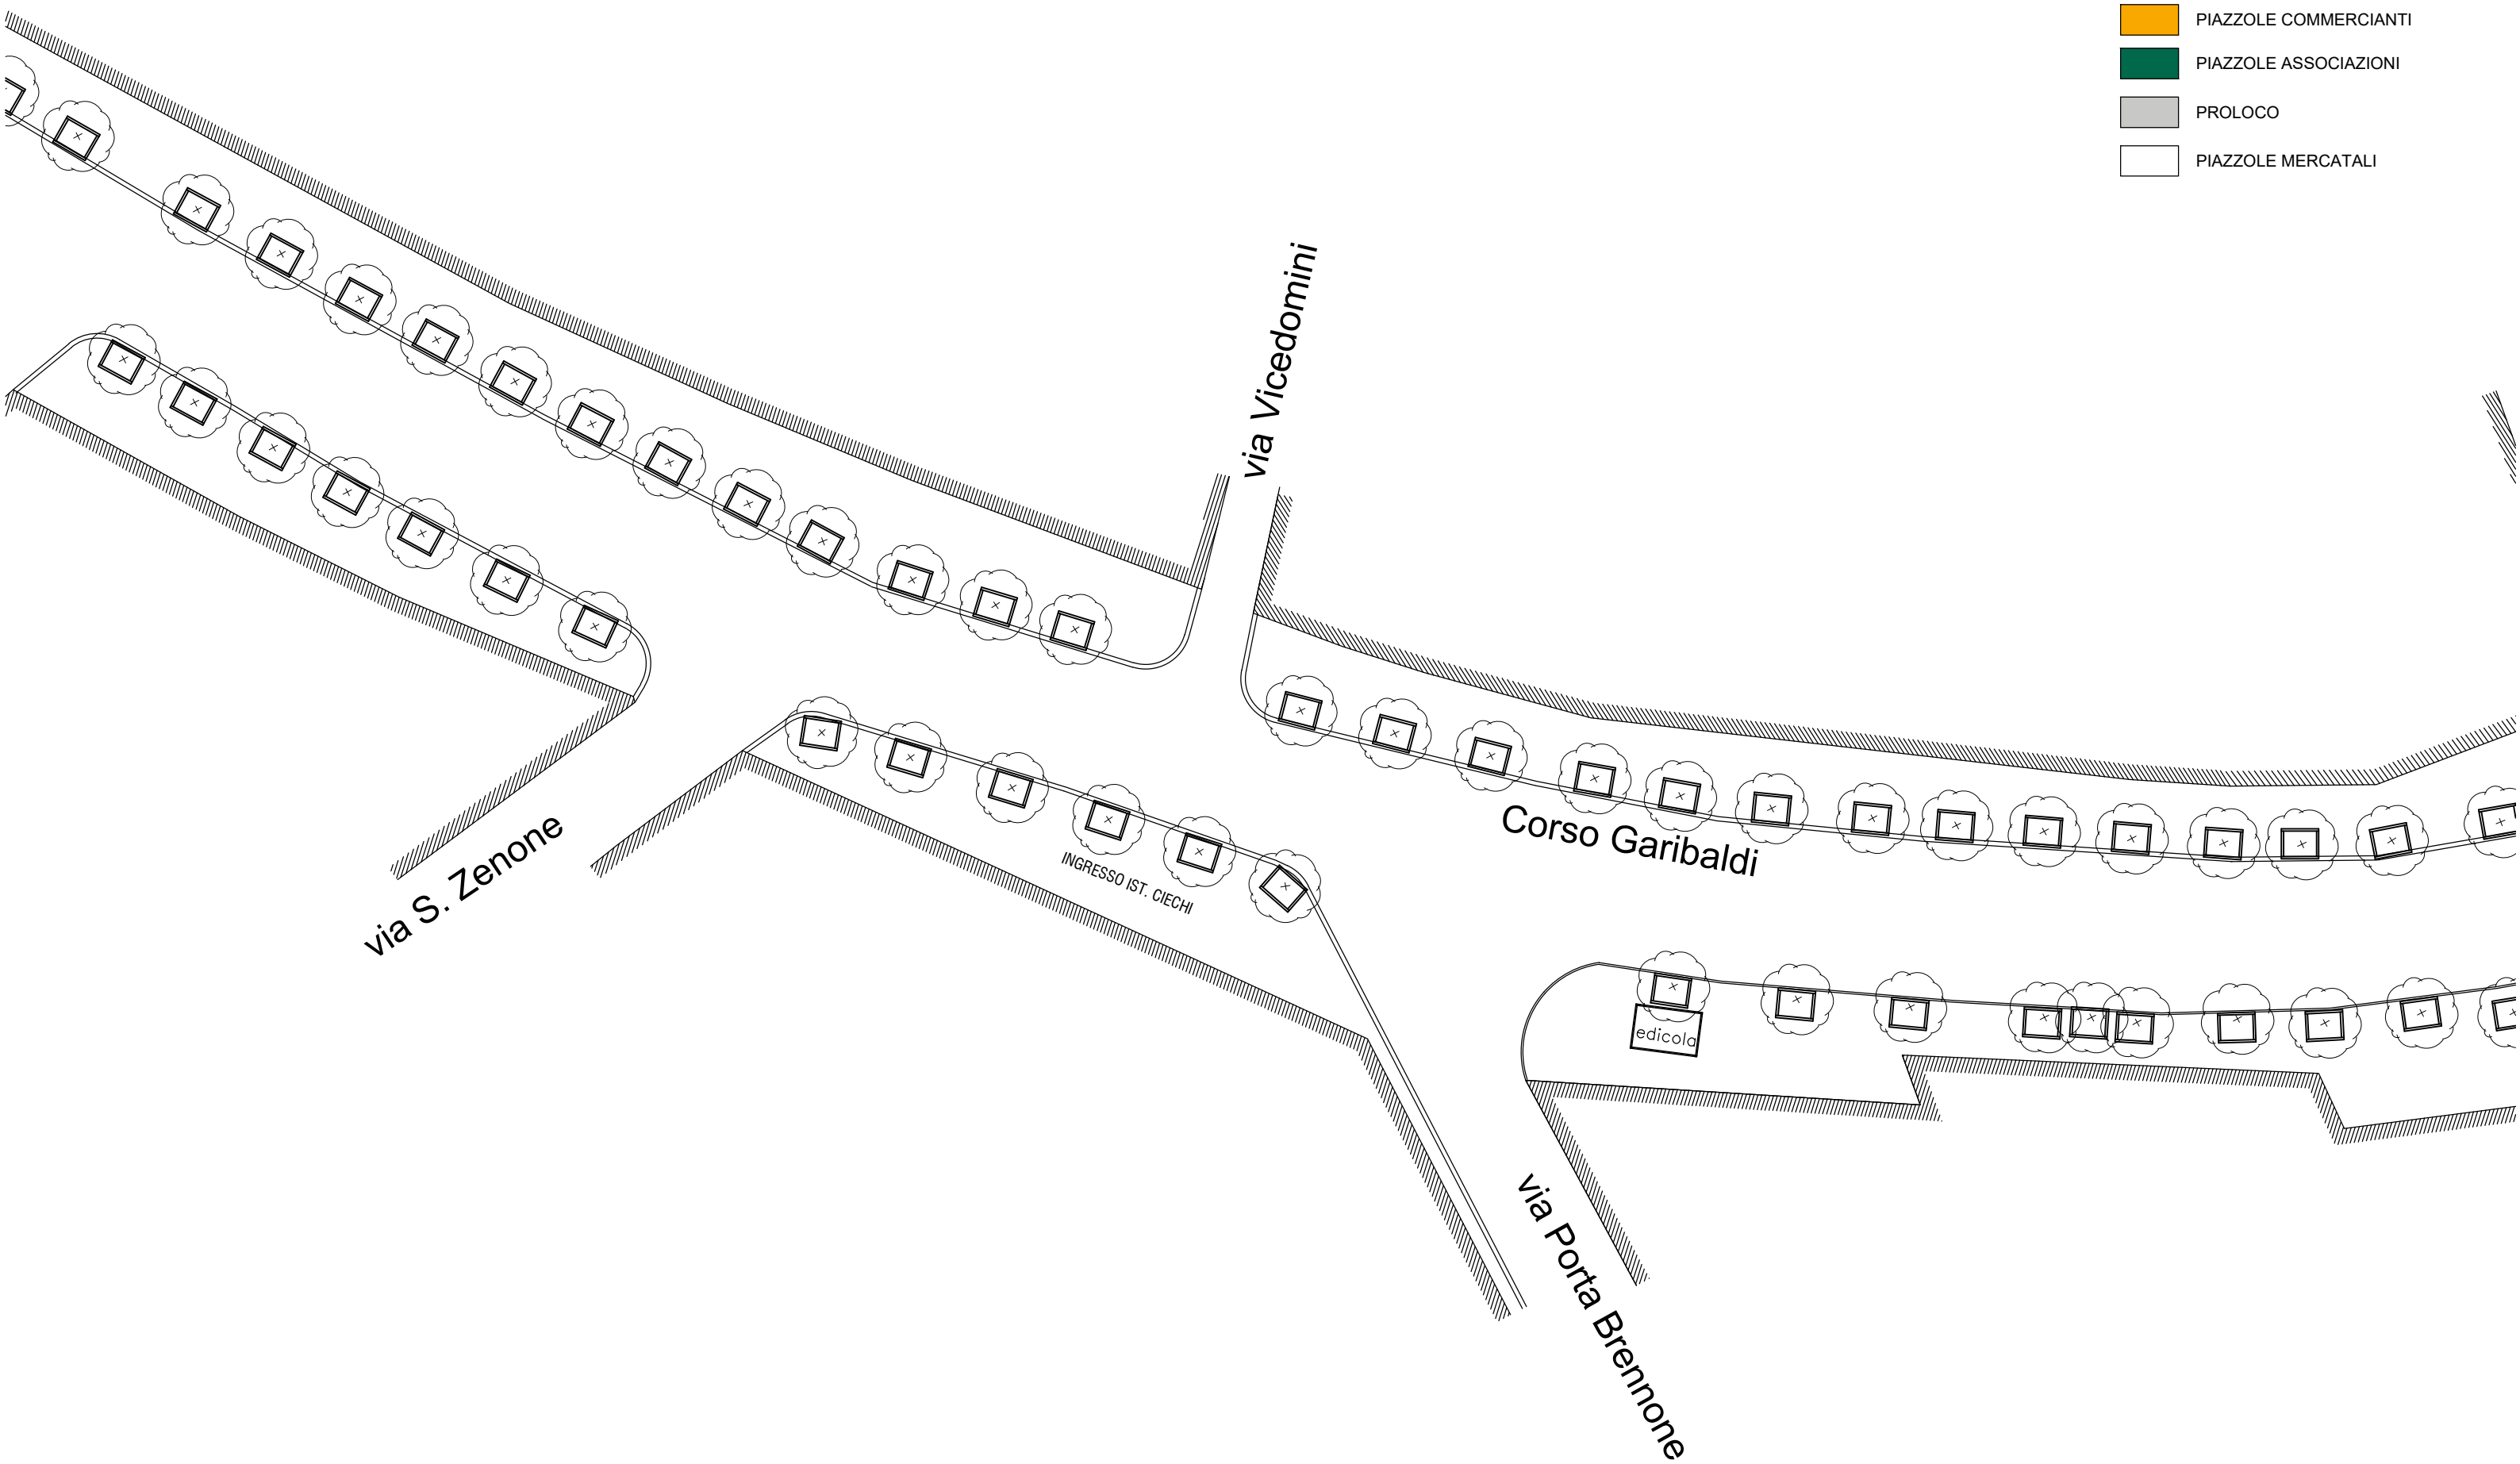 PIAZZOLE COMMERCIANTI
PIAZZOLE ASSOCIAZIONI
PROLOCO
PIAZZOLE MERCATALI
via Vicedomini
Corso Garibaldi
via S. Zenone
INGRESSO IST. CIECHI
edicola
via Porta Brennone